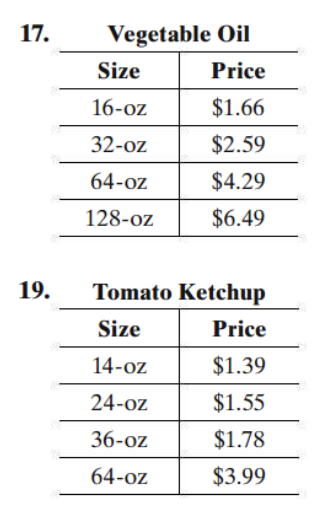 17. Vegetable Oil
Size Price
16-oz $1.66
32-oz $2.59
64-oz $4.29
128-oz $6.49
19. Tomato Ketchup
Size Price
14-oz $1.39
24-oz $1.55
36-oz $1.78
64-oz $3.99